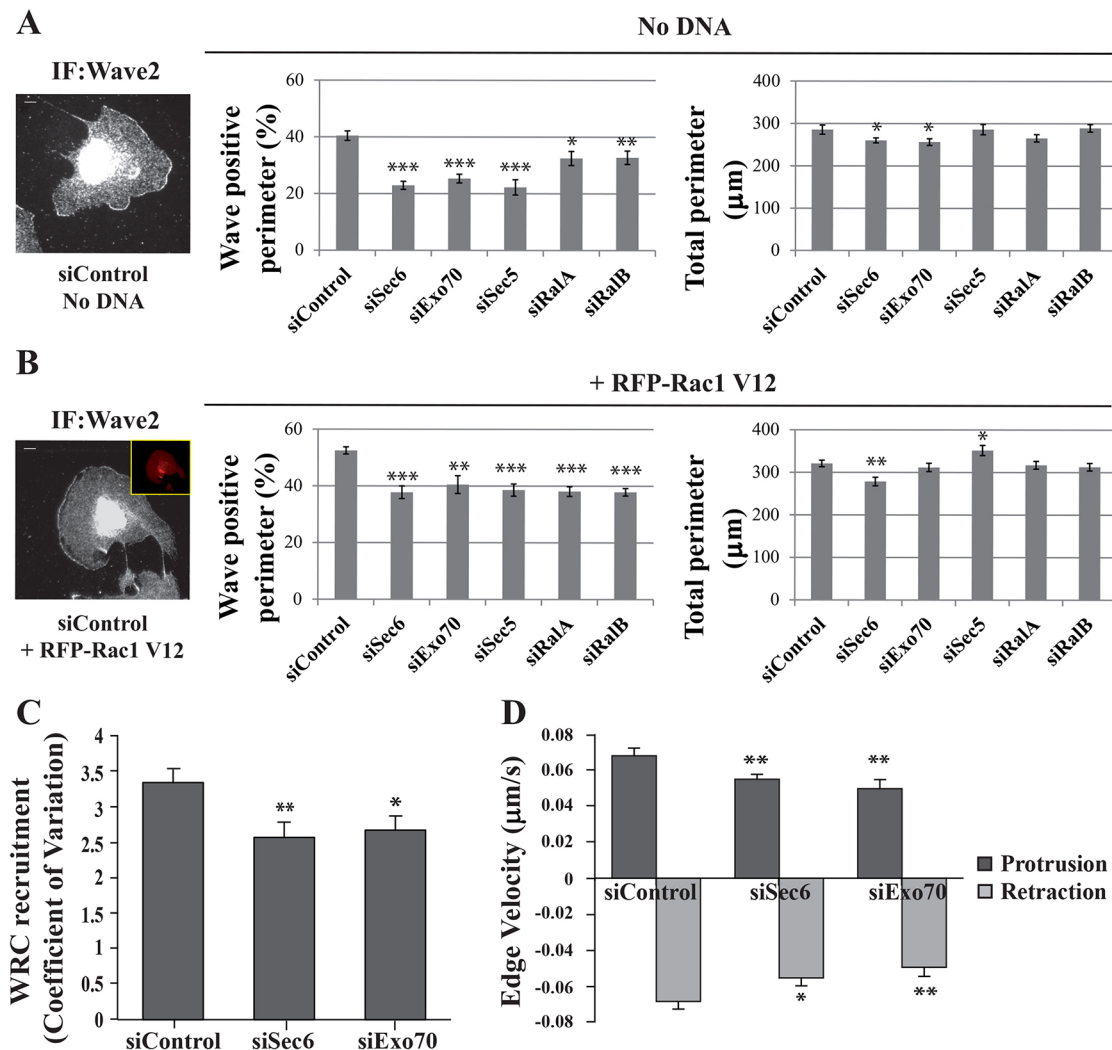 A
No DNA
IF:Wave2
siControl
No DNA
Wave positive
perimeter (%)
60
40
20
0
***
***
***
*
**
siControl
siSec6
siExo70
siSec5
siRalA
siRalB
Total perimeter
(µm)
400
300
200
100
0
*
*
siControl
siSec6
siExo70
siSec5
siRalA
siRalB
B
+ RFP-Rac1 V12
IF:Wave2
siControl
+ RFP-Rac1 V12
Wave positive
perimeter (%)
60
40
20
0
***
**
***
***
***
siControl
siSec6
siExo70
siSec5
siRalA
siRalB
Total perimeter
(µm)
400
300
200
100
0
**
*
siControl
siSec6
siExo70
siSec5
siRalA
siRalB
C
WRC recruitment
(Coefficient of Variation)
4
3.5
3
2.5
2
1.5
1
0.5
0
**
*
siControl
siSec6
siExo70
D
Edge Velocity (µm/s)
0.08
0.06
0.04
0.02
0
-0.02
-0.04
-0.06
-0.08
**
**
siControl
siSec6
siExo70
*
**
Protrusion
Retraction